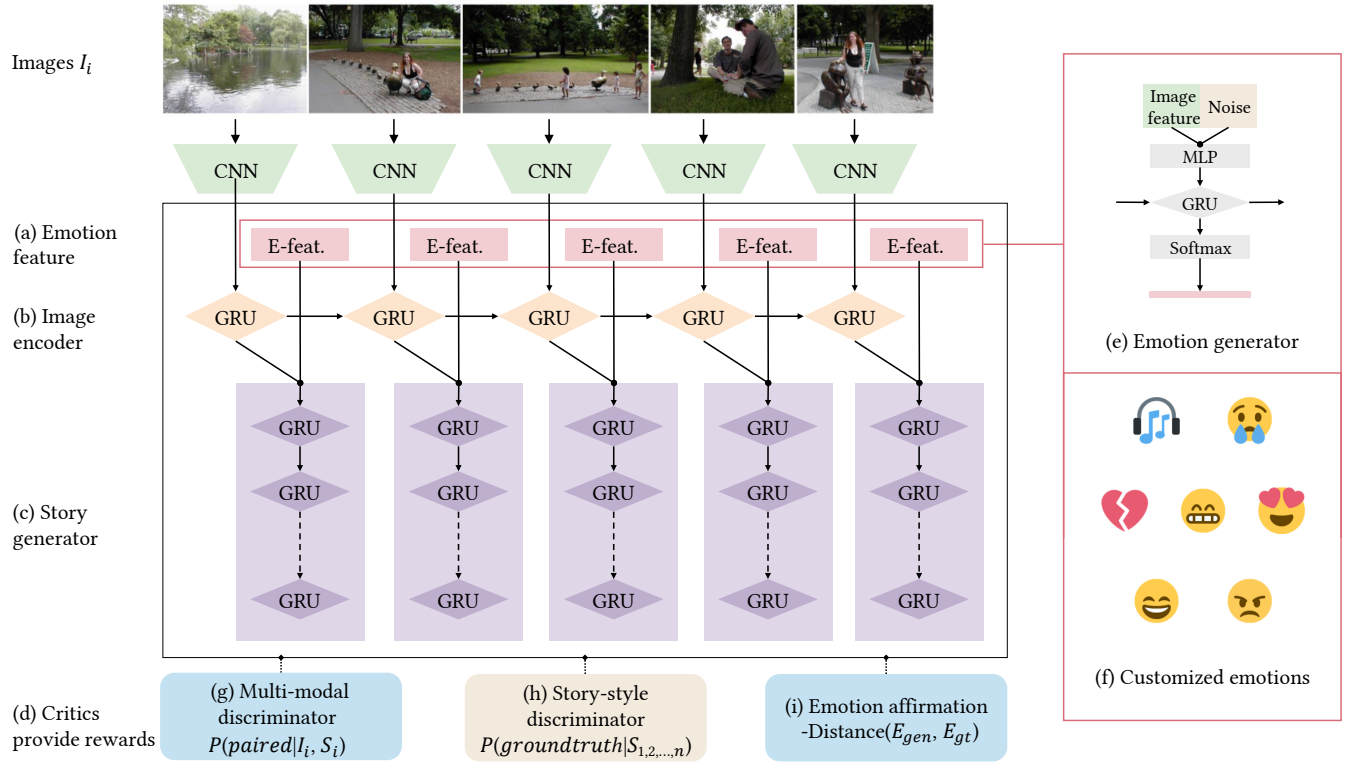 Images I_i
CNN CNN CNN CNN CNN
(a) Emotion
feature
E-feat. E-feat. E-feat. E-feat. E-feat.
(b) Image
encoder
GRU GRU GRU GRU GRU
(c) Story
generator
GRU GRU GRU GRU GRU
GRU GRU GRU GRU GRU
GRU GRU GRU GRU GRU
(d) Critics
provide rewards
(g) Multi-modal
discriminator
P(paired|I_i, S_i)
(h) Story-style
discriminator
P(groundtruth|S_{1,2,...,n})
(i) Emotion affirmation
-Distance(E_{gen}, E_{gt})
Image
feature
Noise
MLP
GRU
Softmax
(e) Emotion generator
(f) Customized emotions